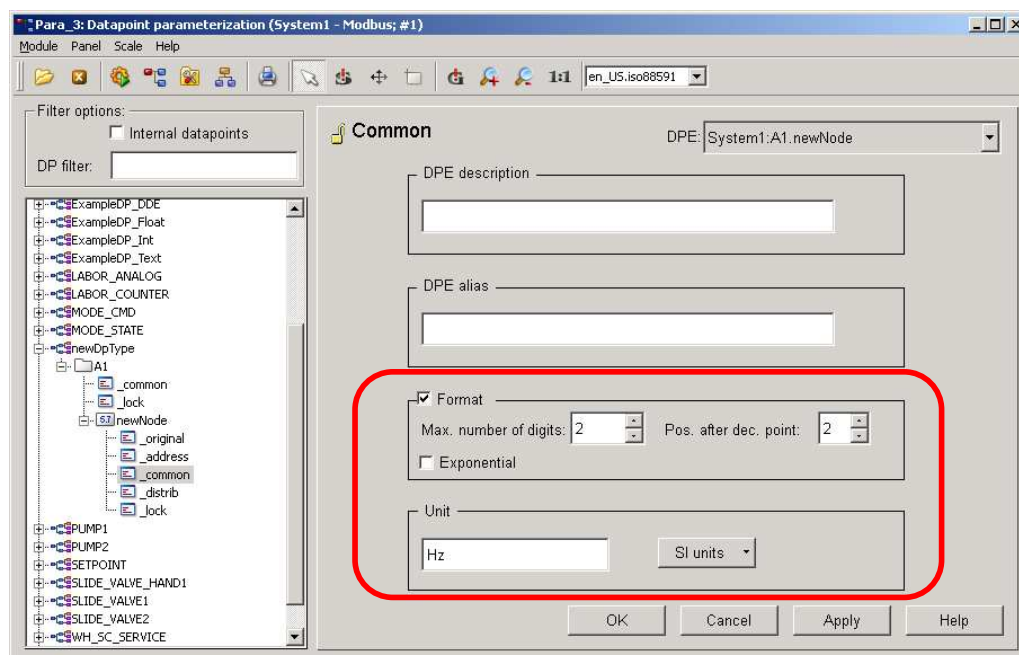 Para_3: Datapoint parameterization (System1 - Modbus; #1)
Module Panel Scale Help
1:1 en_US.iso88591
Filter options:
Internal datapoints
DP filter:
ExampleDP_DDE
ExampleDP_Float
ExampleDP_Int
ExampleDP_Text
LABOR_ANALOG
LABOR_COUNTER
MODE_CMD
MODE_STATE
newDpType
A1
_common
_lock
5.7 newNode
_original
_address
_common
_distrib
_lock
PUMP1
PUMP2
SETPOINT
SLIDE_VALVE_HAND1
SLIDE_VALVE1
SLIDE_VALVE2
WH_SC_SERVICE
Common
DPE: System1:A1.newNode
DPE description
DPE alias
Format
Max. number of digits: 2 Pos. after dec. point: 2
Exponential
Unit
Hz SI units
OK Cancel Apply Help